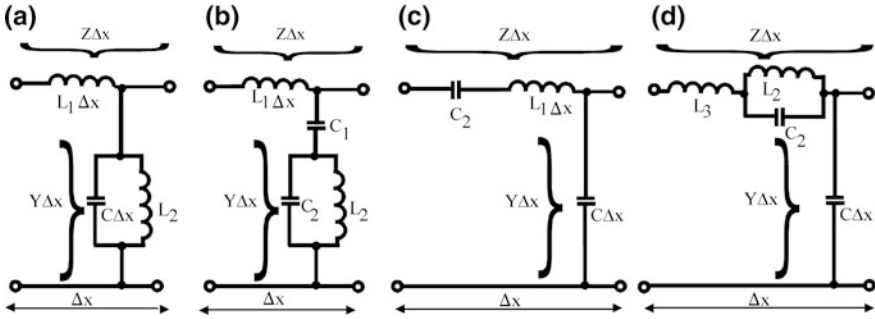 (a)
ZΔx
L₁ Δx
YΔx
CΔx
L₂
Δx
(b)
ZΔx
L₁ Δx
C₁
YΔx
C₂
L₂
Δx
(c)
ZΔx
C₂
L₁ Δx
YΔx
CΔx
Δx
(d)
ZΔx
L₂
L₃
C₂
YΔx
CΔx
Δx